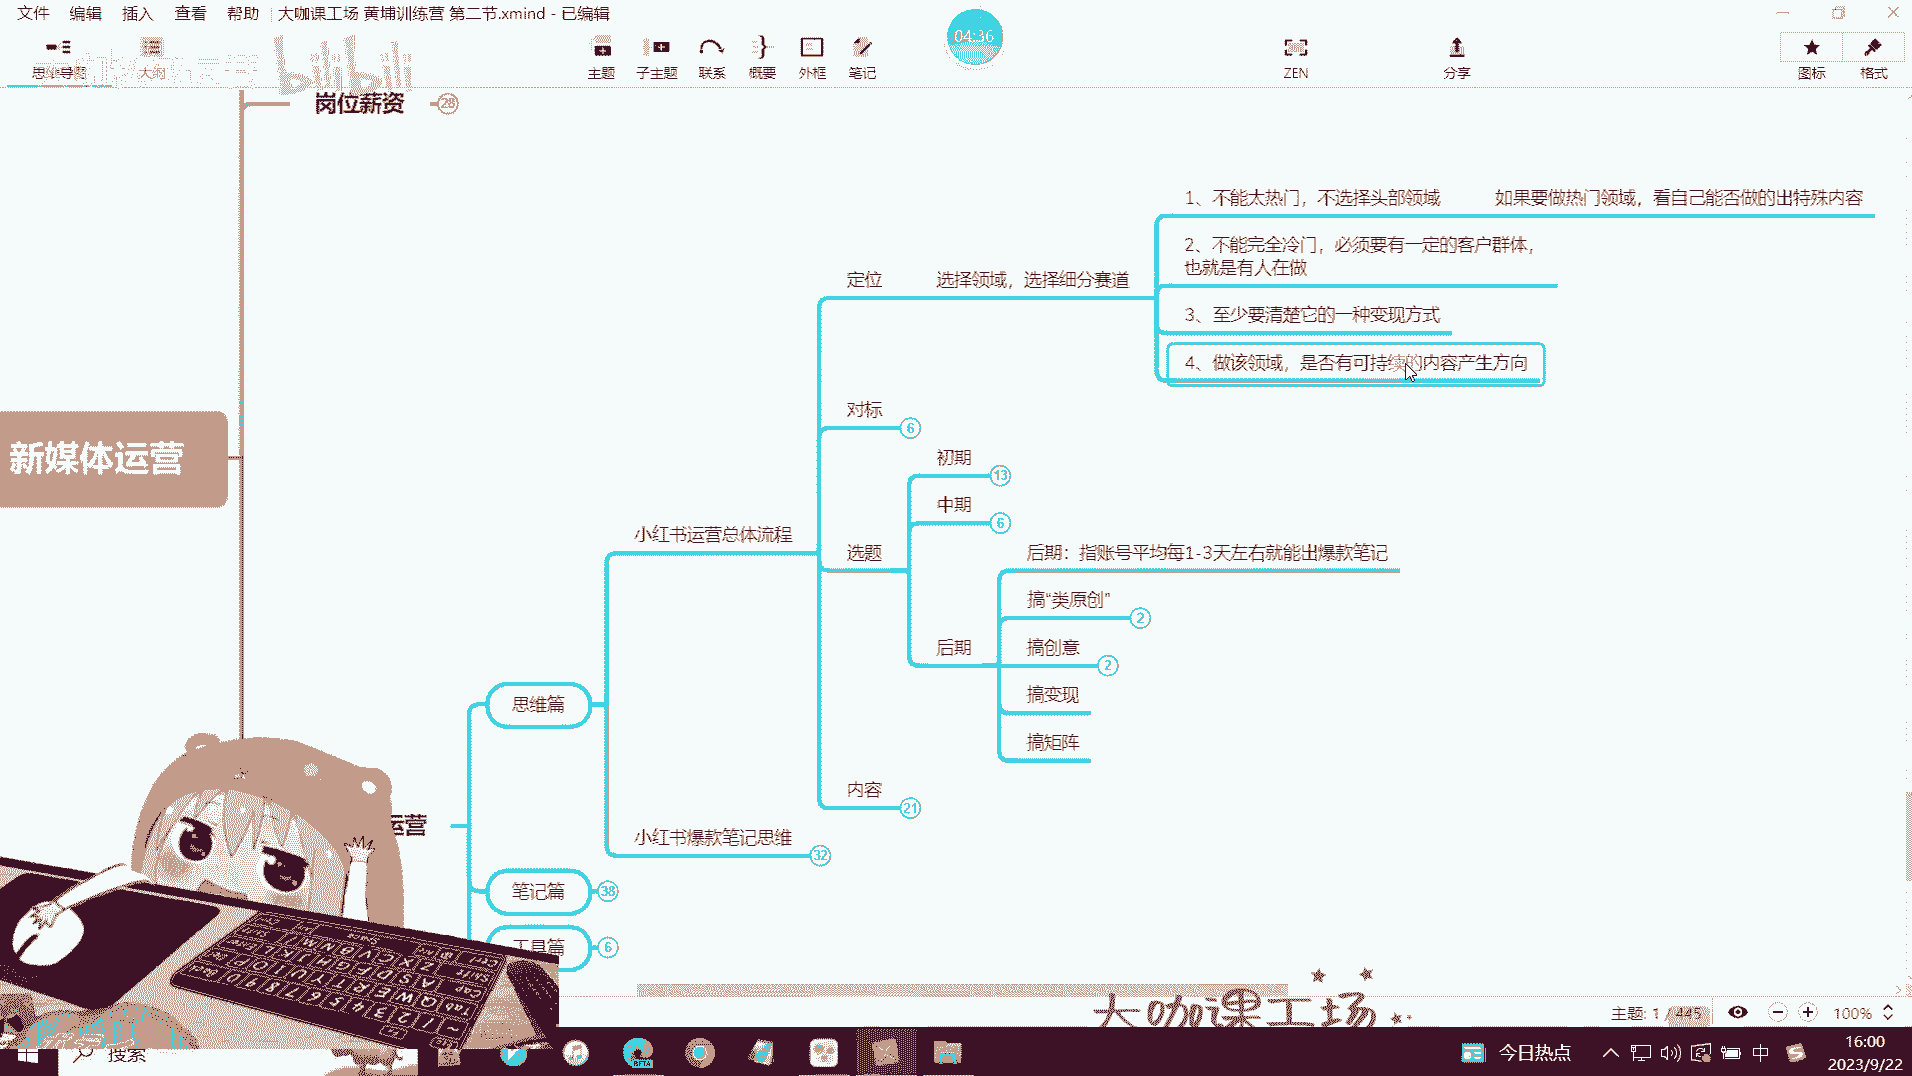 文件 编辑 插入 查看 帮助 大咖课工场 黄埔训练营 第二节.xmind - 已编辑
思维导图 大纲 bilibili 主题 子主题 联系 概要 外框 笔记 04:36 ZEN 分享 图标 格式
岗位薪资 28
1、不能太热门，不选择头部领域 如果要做热门领域，看自己能否做的出特殊内容
2、不能完全冷门，必须要有一定的客户群体，
也就是有人在做
定位 选择领域，选择细分赛道
3、至少要清楚它的一种变现方式
4、做该领域，是否有可持续的内容产生方向
对标 6
新媒体运营
初期 13
中期 6
小红书运营总体流程
选题
后期：指账号平均每1-3天左右就能出爆款笔记
搞“类原创” 2
后期
搞创意 2
搞变现
思维篇
搞矩阵
内容 21
运营
小红书爆款笔记思维 32
笔记篇 38
工具篇 6
大咖课工场
主题: 1 / 445 100%
搜索
BETA
今日热点
中
16:00
2023/9/22